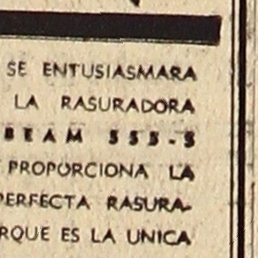 SE ENTUSIASMARA
LA RASURADORA
BEAM 555-S
PROPORCIONA LA
PERFECTA RASURA-
RQUE ES LA UNICA